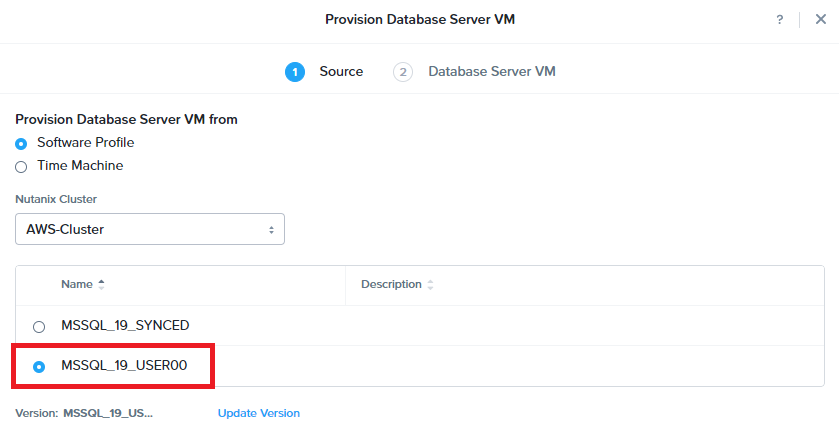 Provision Database Server VM
?
1 Source 2 Database Server VM
Provision Database Server VM from
Software Profile
Time Machine
Nutanix Cluster
AWS-Cluster
Name Description
MSSQL_19_SYNCED
MSSQL_19_USER00
Version: MSSQL_19_US... Update Version